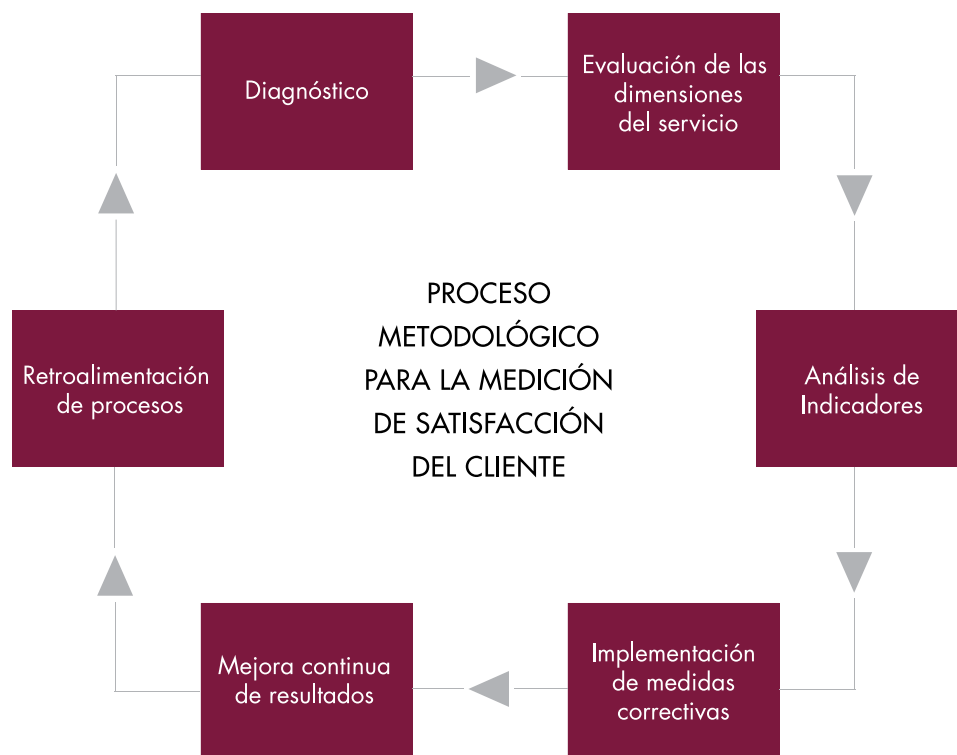 Diagnóstico
Evaluación de las
dimensiones
del servicio
PROCESO
METODOLÓGICO
PARA LA MEDICIÓN
DE SATISFACCIÓN
DEL CLIENTE
Análisis de
Indicadores
Implementación
de medidas
correctivas
Mejora continua
de resultados
Retroalimentación
de procesos